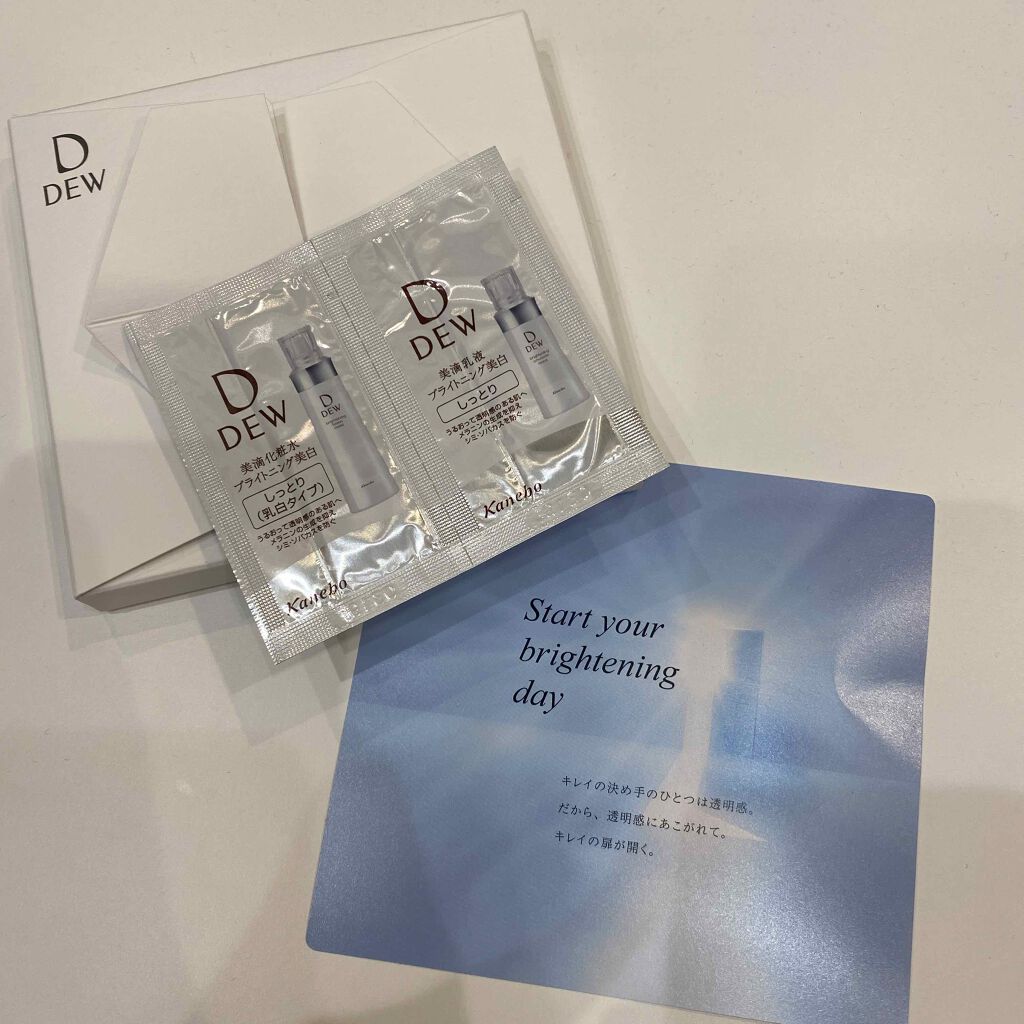 D
DEW
D
DEW
美滴化粧水
ブライトニング美白
しっとり
(乳白タイプ)
うるおって透明感のある肌へ
メラニンの生成を抑え
シミ・ソバカスを防ぐ
Kanebo
D
DEW
D
DEW
美滴乳液
ブライトニング美白
しっとり
うるおって透明感のある肌へ
メラニンの生成を抑え
シミ・ソバカスを防ぐ
Kanebo
D
DEW
Start your
brightening
day
キレイの決め手のひとつは透明感。
だから、透明感にあこがれて。
キレイの扉が開く。